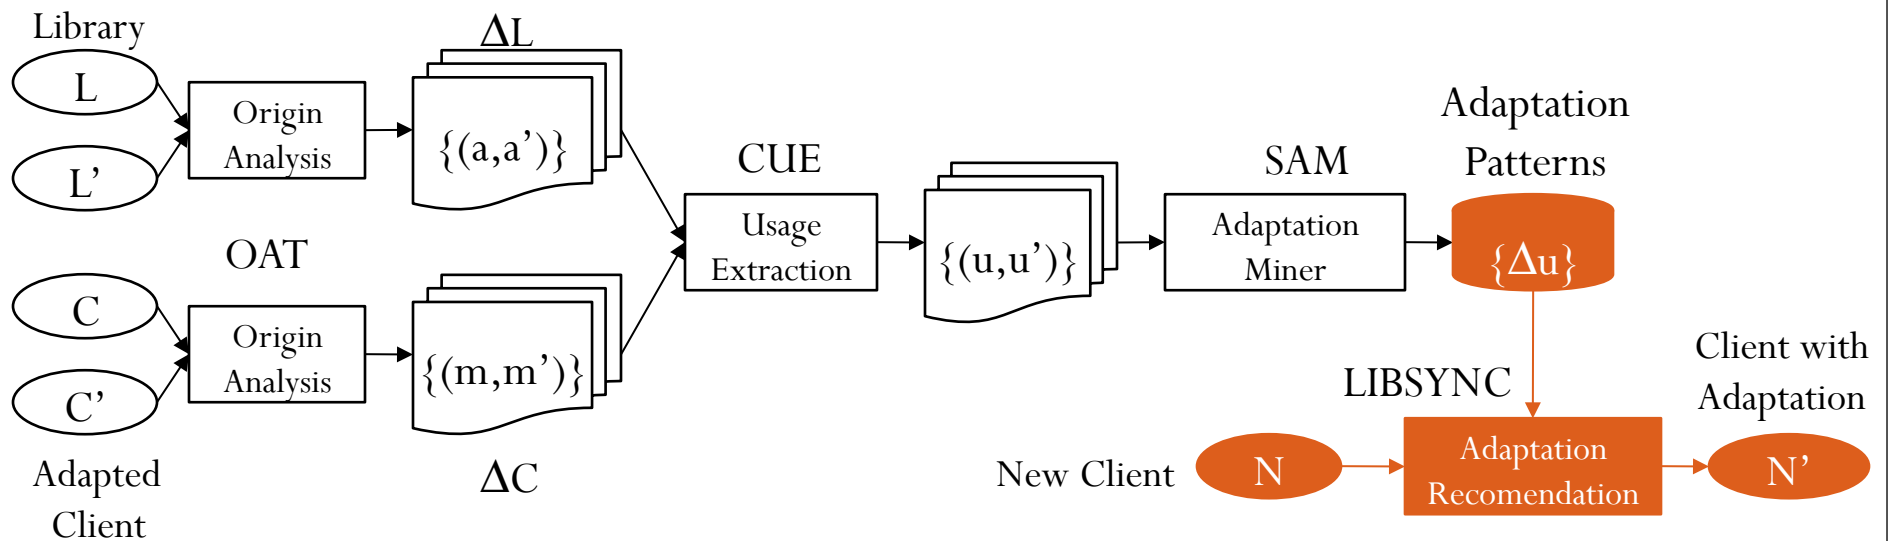 Library
L
L'
Origin
Analysis
ΔL
{(a,a')}
OAT
C
C'
Adapted
Client
Origin
Analysis
{(m,m')}
ΔC
CUE
Usage
Extraction
{(u,u')}
SAM
Adaptation
Miner
Adaptation
Patterns
{Δu}
LIBSYNC
New Client
N
Adaptation
Recomendation
Client with
Adaptation
N'